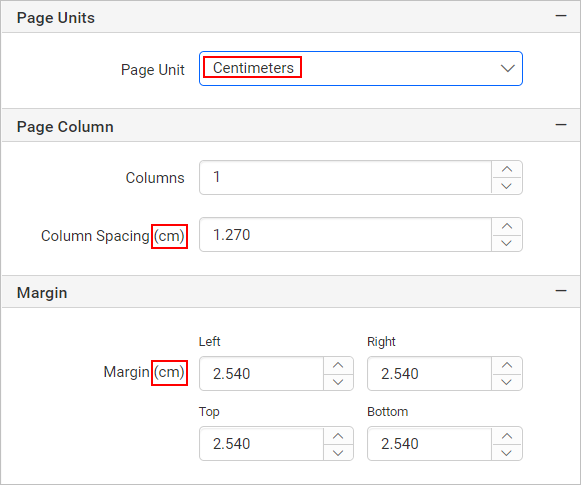 Page Units
Page Unit Centimeters
Page Column
Columns 1
Column Spacing (cm) 1.270
Margin
Left Right
Margin (cm) 2.540 2.540
Top Bottom
2.540 2.540